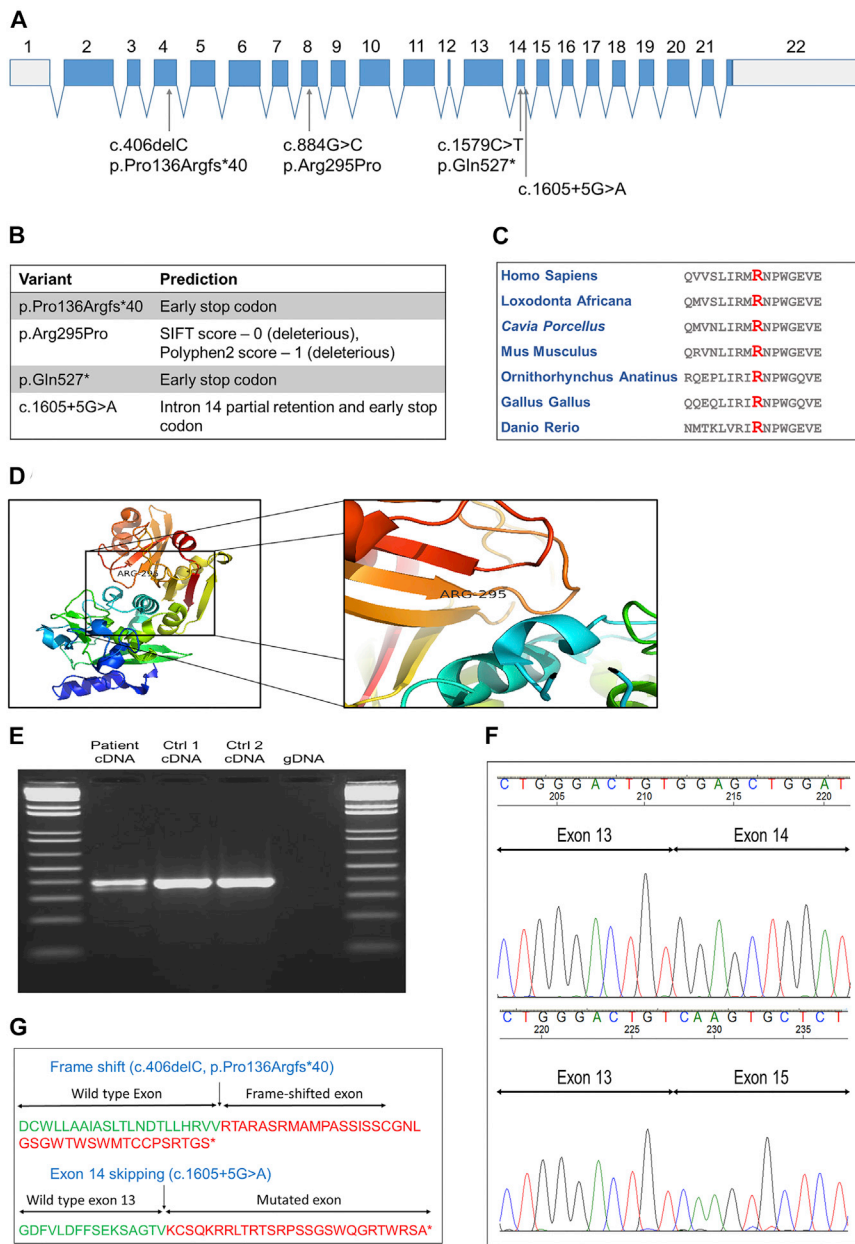 A
1 2 3 4 5 6 7 8 9 10 11 12 13 14 15 16 17 18 19 20 21 22
c.406delC
p.Pro136Argfs*40
c.884G>C
p.Arg295Pro
c.1579C>T
p.Gln527*
c.1605+5G>A
B
Variant Prediction
p.Pro136Argfs*40 Early stop codon
p.Arg295Pro SIFT score – 0 (deleterious),
Polyphen2 score – 1 (deleterious)
p.Gln527* Early stop codon
c.1605+5G>A Intron 14 partial retention and early stop
codon
C
Homo Sapiens QVVSLIRMRNPWGEVE
Loxodonta Africana QMVSLIRMRNPWGEVE
Cavia Porcellus QMVNLIRMRNPWGEVE
Mus Musculus QRVNLIRMRNPWGEVE
Ornithorhynchus Anatinus RQEPLIRIRNPWGQVE
Gallus Gallus QQEQLIRIRNPWGQVE
Danio Rerio NMTKLVRIRNPWGEVE
D
ARG-295
ARG-295
E
Patient
cDNA
Ctrl 1
cDNA
Ctrl 2
cDNA
gDNA
F
C T G G G A C T G T G G A G C T G G A T
205 210 215 220
Exon 13 Exon 14
C T G G G A C T G T C A A G T G C T C T
220 225 230 235
Exon 13 Exon 15
G
Frame shift (c.406delC, p.Pro136Argfs*40)
Wild type Exon Frame-shifted exon
DCWLLAAIASLTLNDTLLHRVVRTARASRMAMPASSISSCGNL
GSGWTWSWMTCCPSRTGS*
Exon 14 skipping (c.1605+5G>A)
Wild type exon 13 Mutated exon
GDFVLDFFSEKSAGTVKCSQKRRLTRTSRPSSGSWQGRTWRSA*